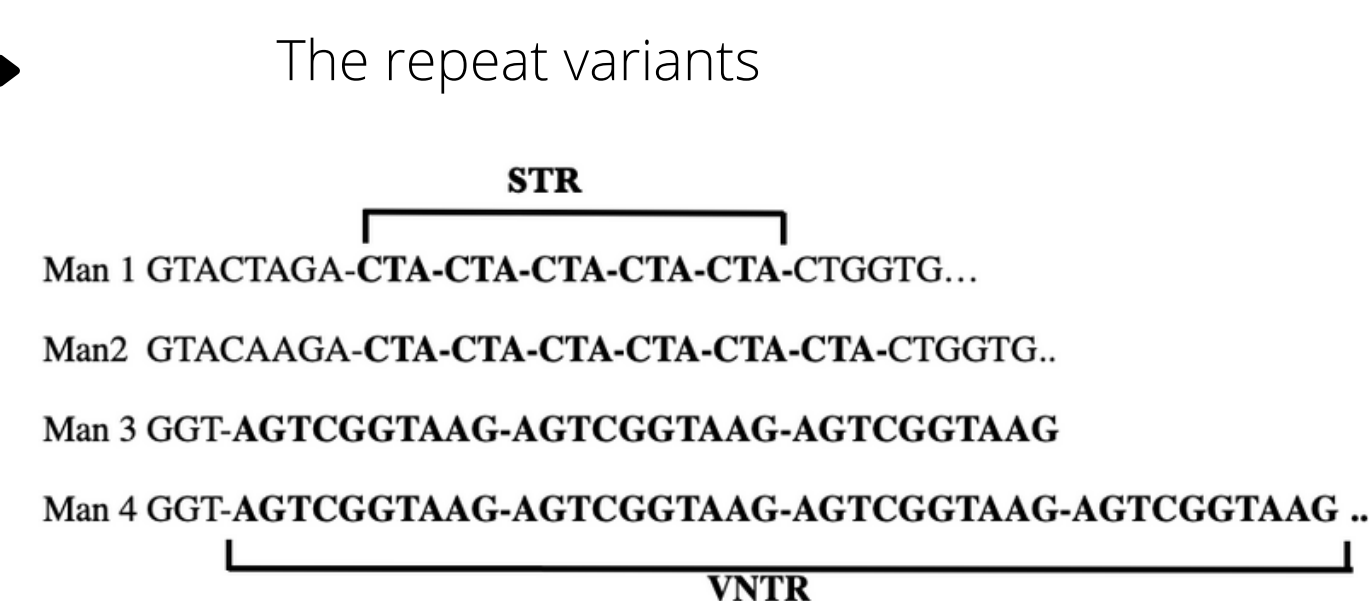 The repeat variants
STR
Man 1 GTACTAGA-CTA-CTA-CTA-CTA-CTA-CTGGTG...
Man2 GTACAAGA-CTA-CTA-CTA-CTA-CTA-CTA-CTGGTG..
Man 3 GGT-AGTCGGTAAG-AGTCGGTAAG-AGTCGGTAAG
Man 4 GGT-AGTCGGTAAG-AGTCGGTAAG-AGTCGGTAAG-AGTCGGTAAG ..
VNTR